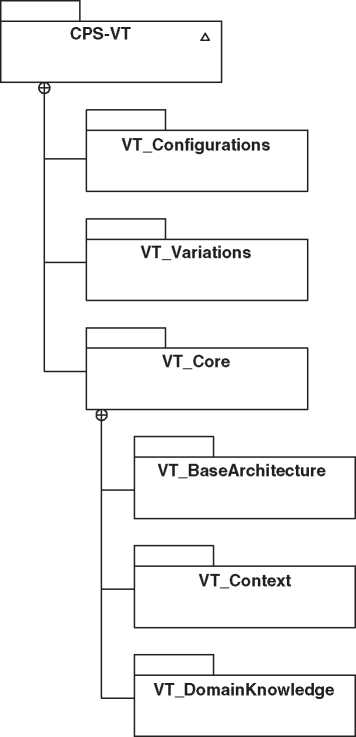 CPS-VT
VT_Configurations
VT_Variations
VT_Core
VT_BaseArchitecture
VT_Context
VT_DomainKnowledge